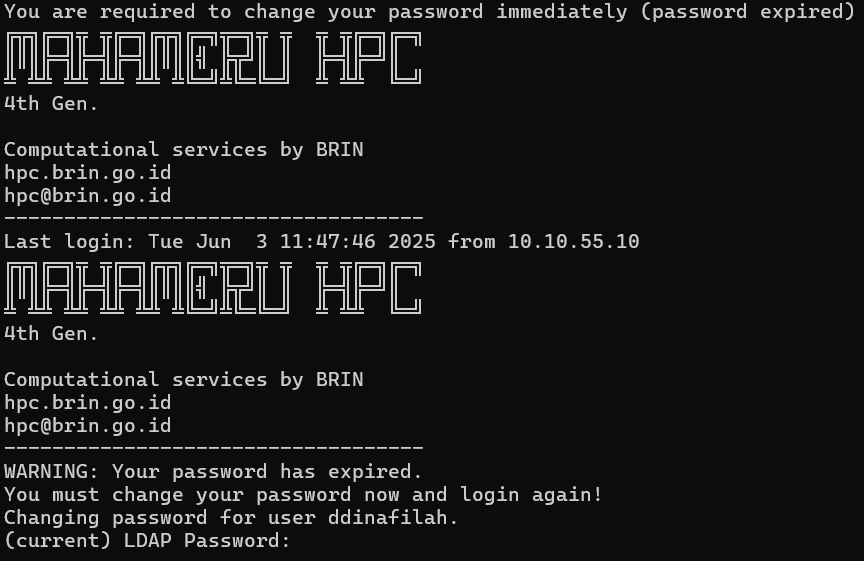 You are required to change your password immediately (password expired)
MAHAMERU HPC
4th Gen.
Computational services by BRIN
hpc.brin.go.id
hpc@brin.go.id
-----------------------------------
Last login: Tue Jun  3 11:47:46 2025 from 10.10.55.10
MAHAMERU HPC
4th Gen.
Computational services by BRIN
hpc.brin.go.id
hpc@brin.go.id
-----------------------------------
WARNING: Your password has expired.
You must change your password now and login again!
Changing password for user ddinafilah.
(current) LDAP Password: